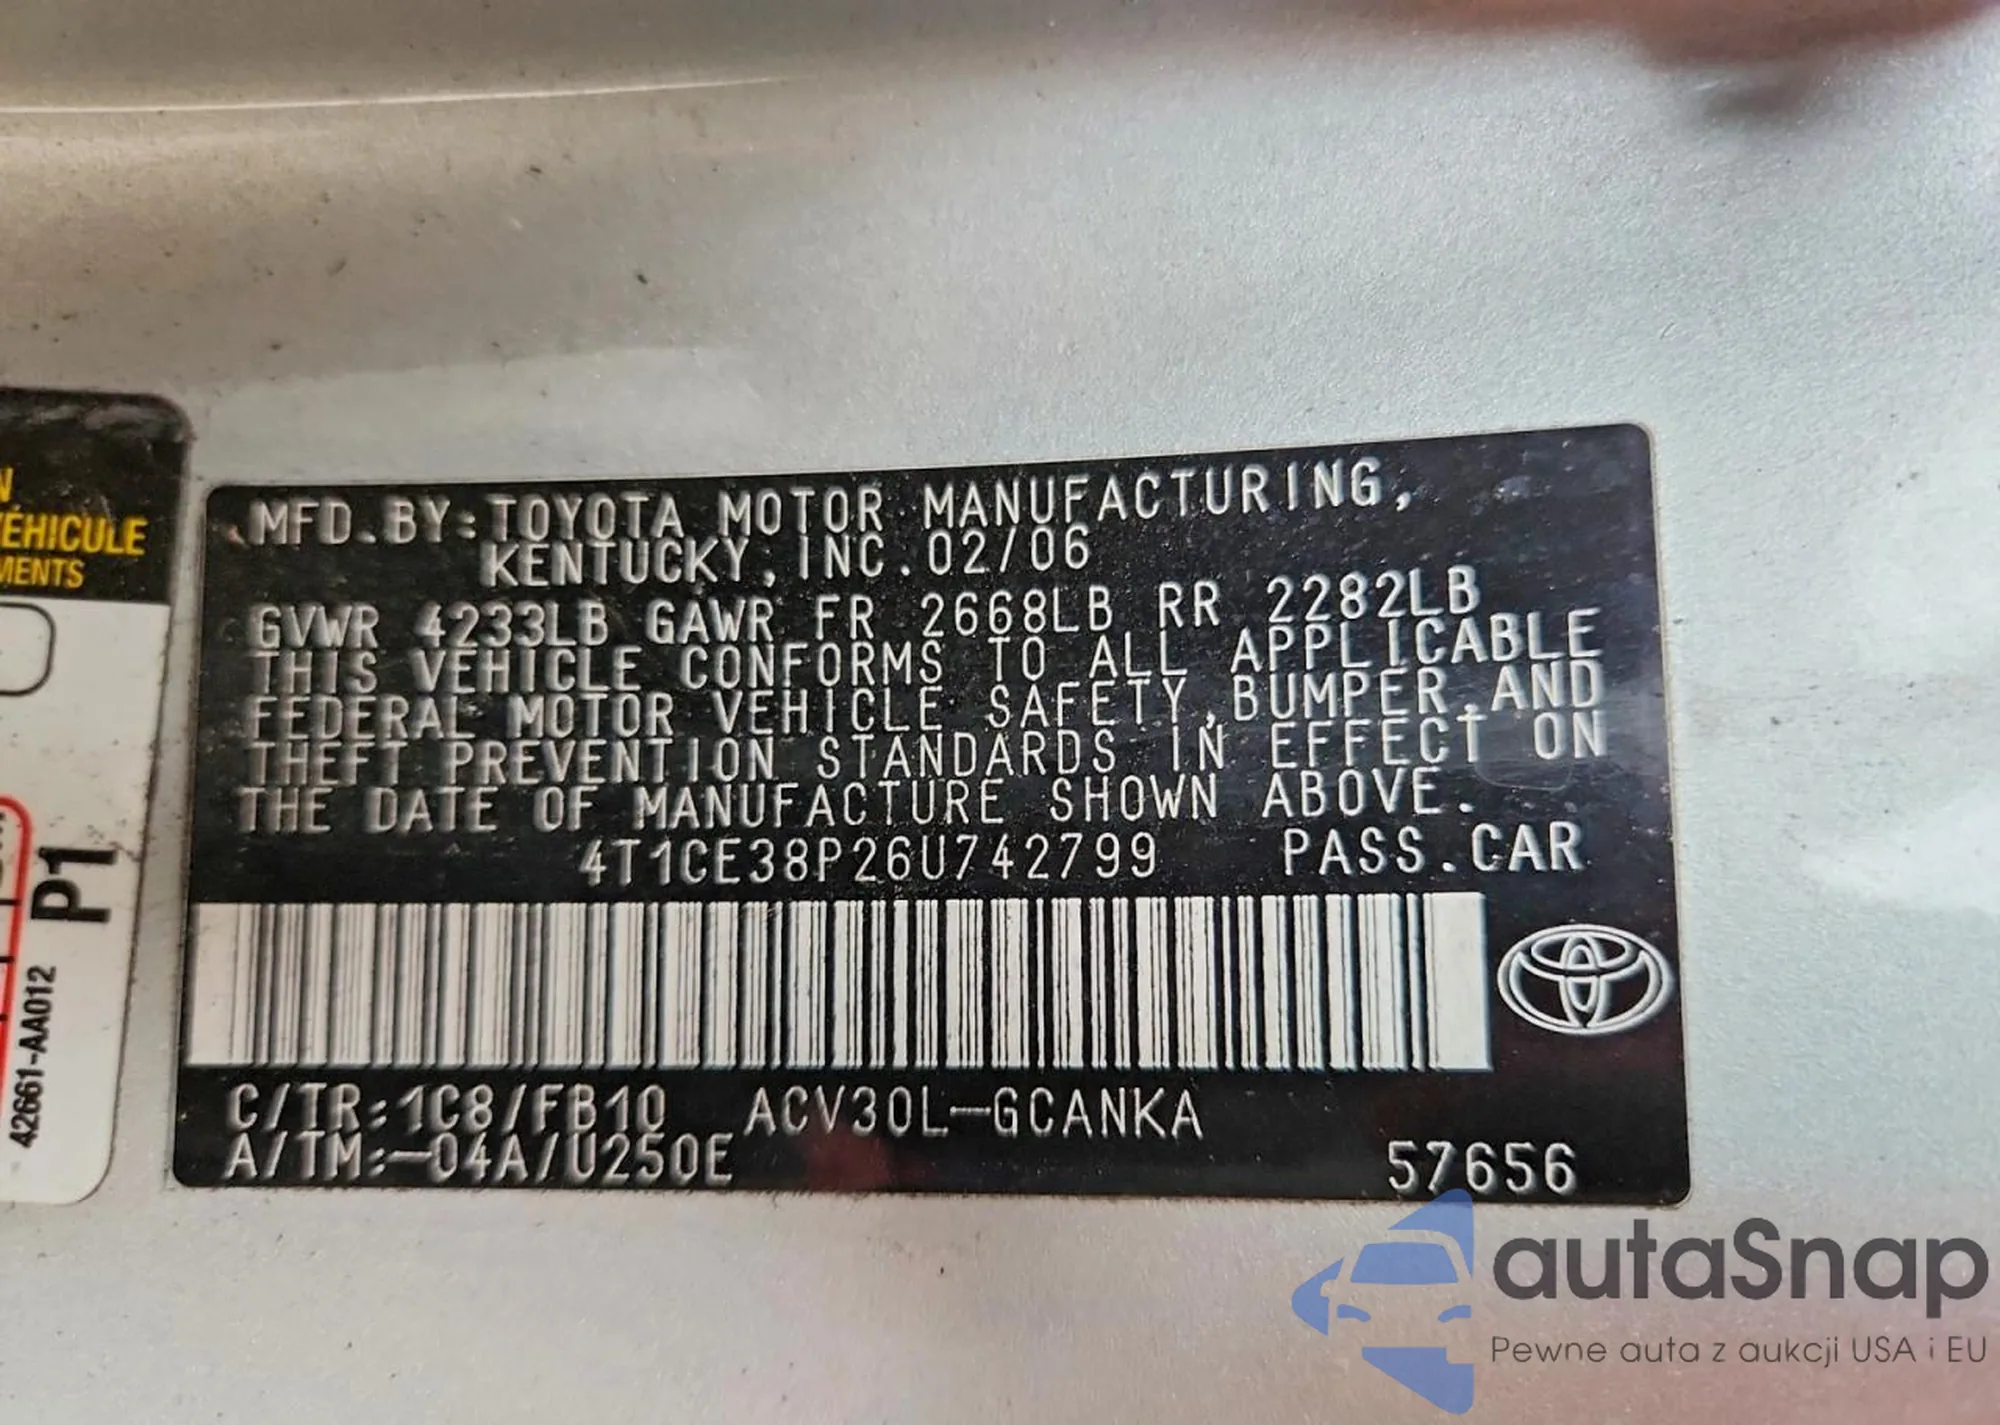 N
VÉHICULE
MENTS
P1
42661-AA012
MFD.BY:TOYOTA MOTOR MANUFACTURING,
KENTUCKY,INC.02/06
GVWR 4233LB GAWR FR 2668LB RR 2282LB
THIS VEHICLE CONFORMS TO ALL APPLICABLE
FEDERAL MOTOR VEHICLE SAFETY,BUMPER,AND
THEFT PREVENTION STANDARDS IN EFFECT ON
THE DATE OF MANUFACTURE SHOWN ABOVE.
4T1CE38P26U742799 PASS.CAR
C/TR:1C8/FB10 ACV30L-GCANKA
A/TM:-04A/U250E
57656
autaSnap
Pewne auta z aukcji USA i EU